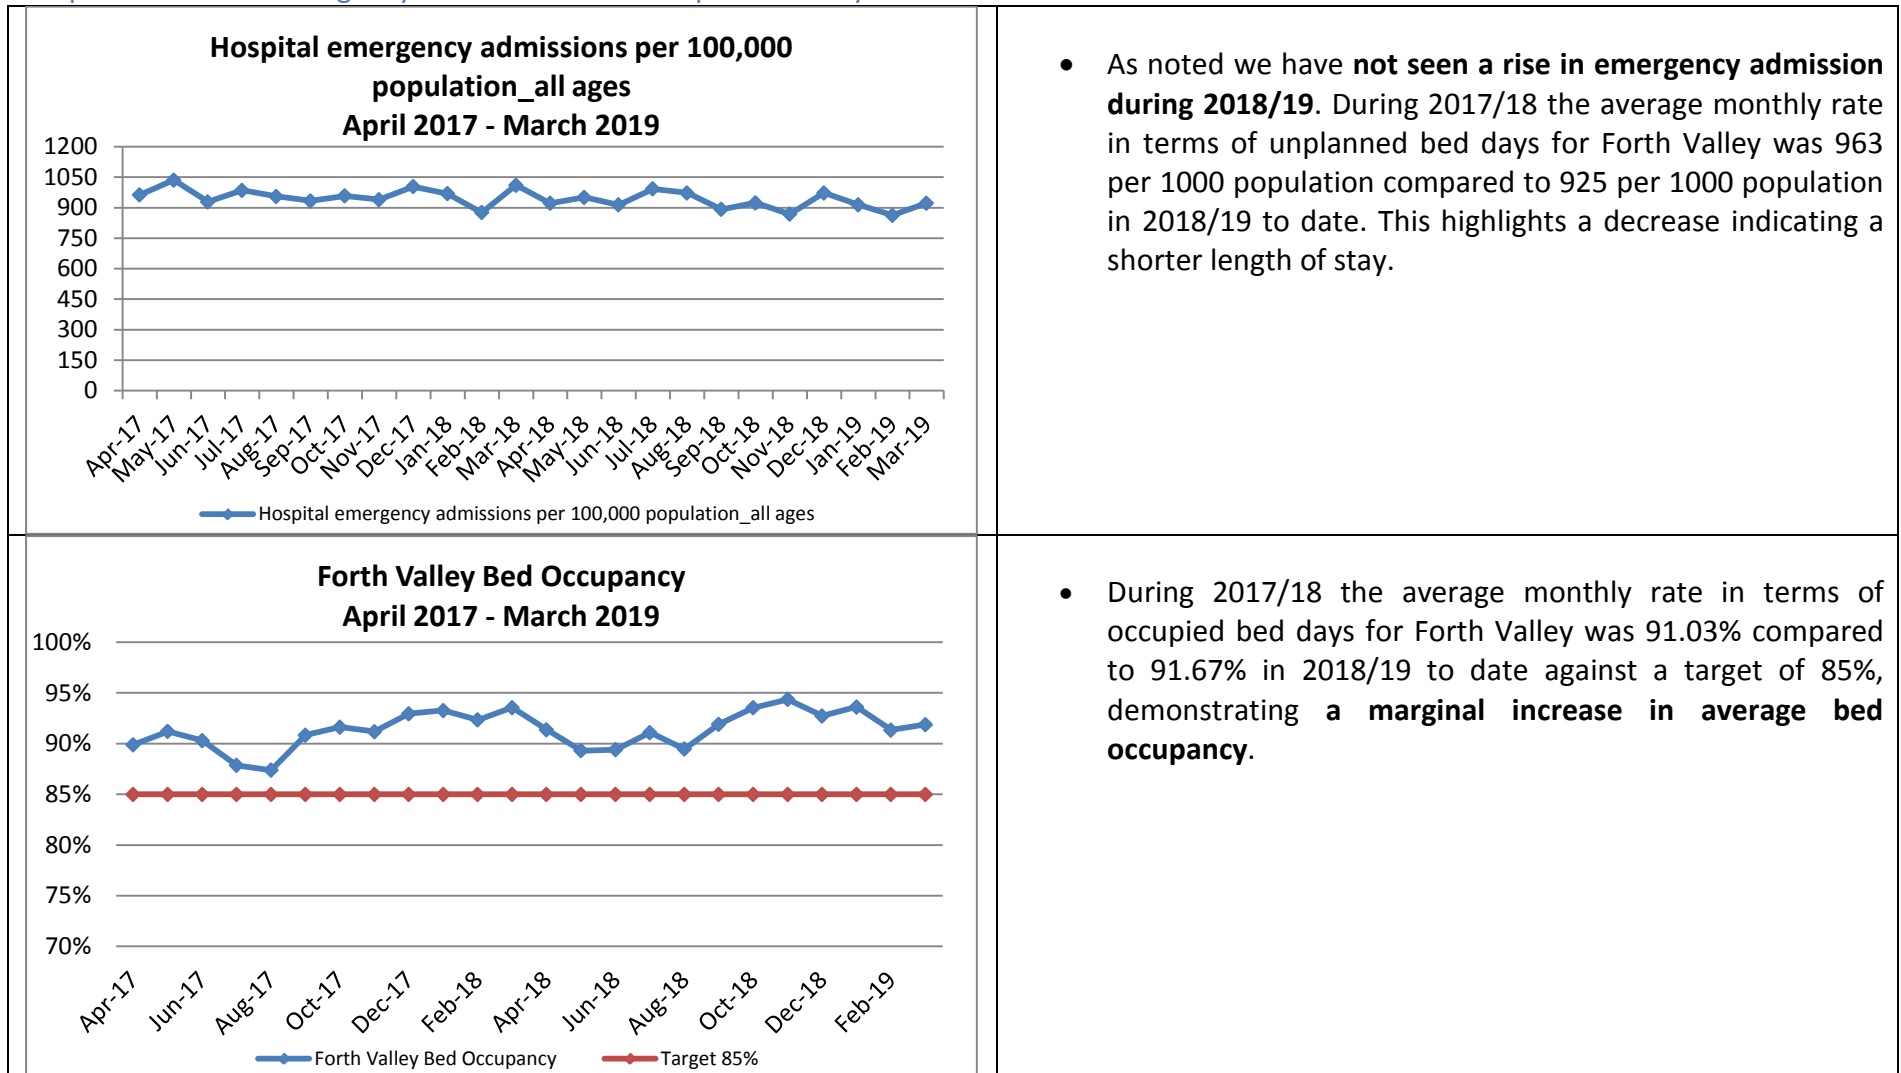 Hospital emergency admissions per 100,000
population_all ages
April 2017 - March 2019
1200
1050
900
750
600
450
300
150
0
Apr-17
May-17
Jun-17
Jul-17
Aug-17
Sep-17
Oct-17
Nov-17
Dec-17
Jan-18
Feb-18
Mar-18
Apr-18
May-18
Jun-18
Jul-18
Aug-18
Sep-18
Oct-18
Nov-18
Dec-18
Jan-19
Feb-19
Mar-19
Hospital emergency admissions per 100,000 population_all ages
• As noted we have not seen a rise in emergency admission
during 2018/19. During 2017/18 the average monthly rate
in terms of unplanned bed days for Forth Valley was 963
per 1000 population compared to 925 per 1000 population
in 2018/19 to date. This highlights a decrease indicating a
shorter length of stay.
Forth Valley Bed Occupancy
April 2017 - March 2019
100%
95%
90%
85%
80%
75%
70%
Apr-17
Jun-17
Aug-17
Oct-17
Dec-17
Feb-18
Apr-18
Jun-18
Aug-18
Oct-18
Dec-18
Feb-19
Forth Valley Bed Occupancy
Target 85%
• During 2017/18 the average monthly rate in terms of
occupied bed days for Forth Valley was 91.03% compared
to 91.67% in 2018/19 to date against a target of 85%,
demonstrating a marginal increase in average bed
occupancy.